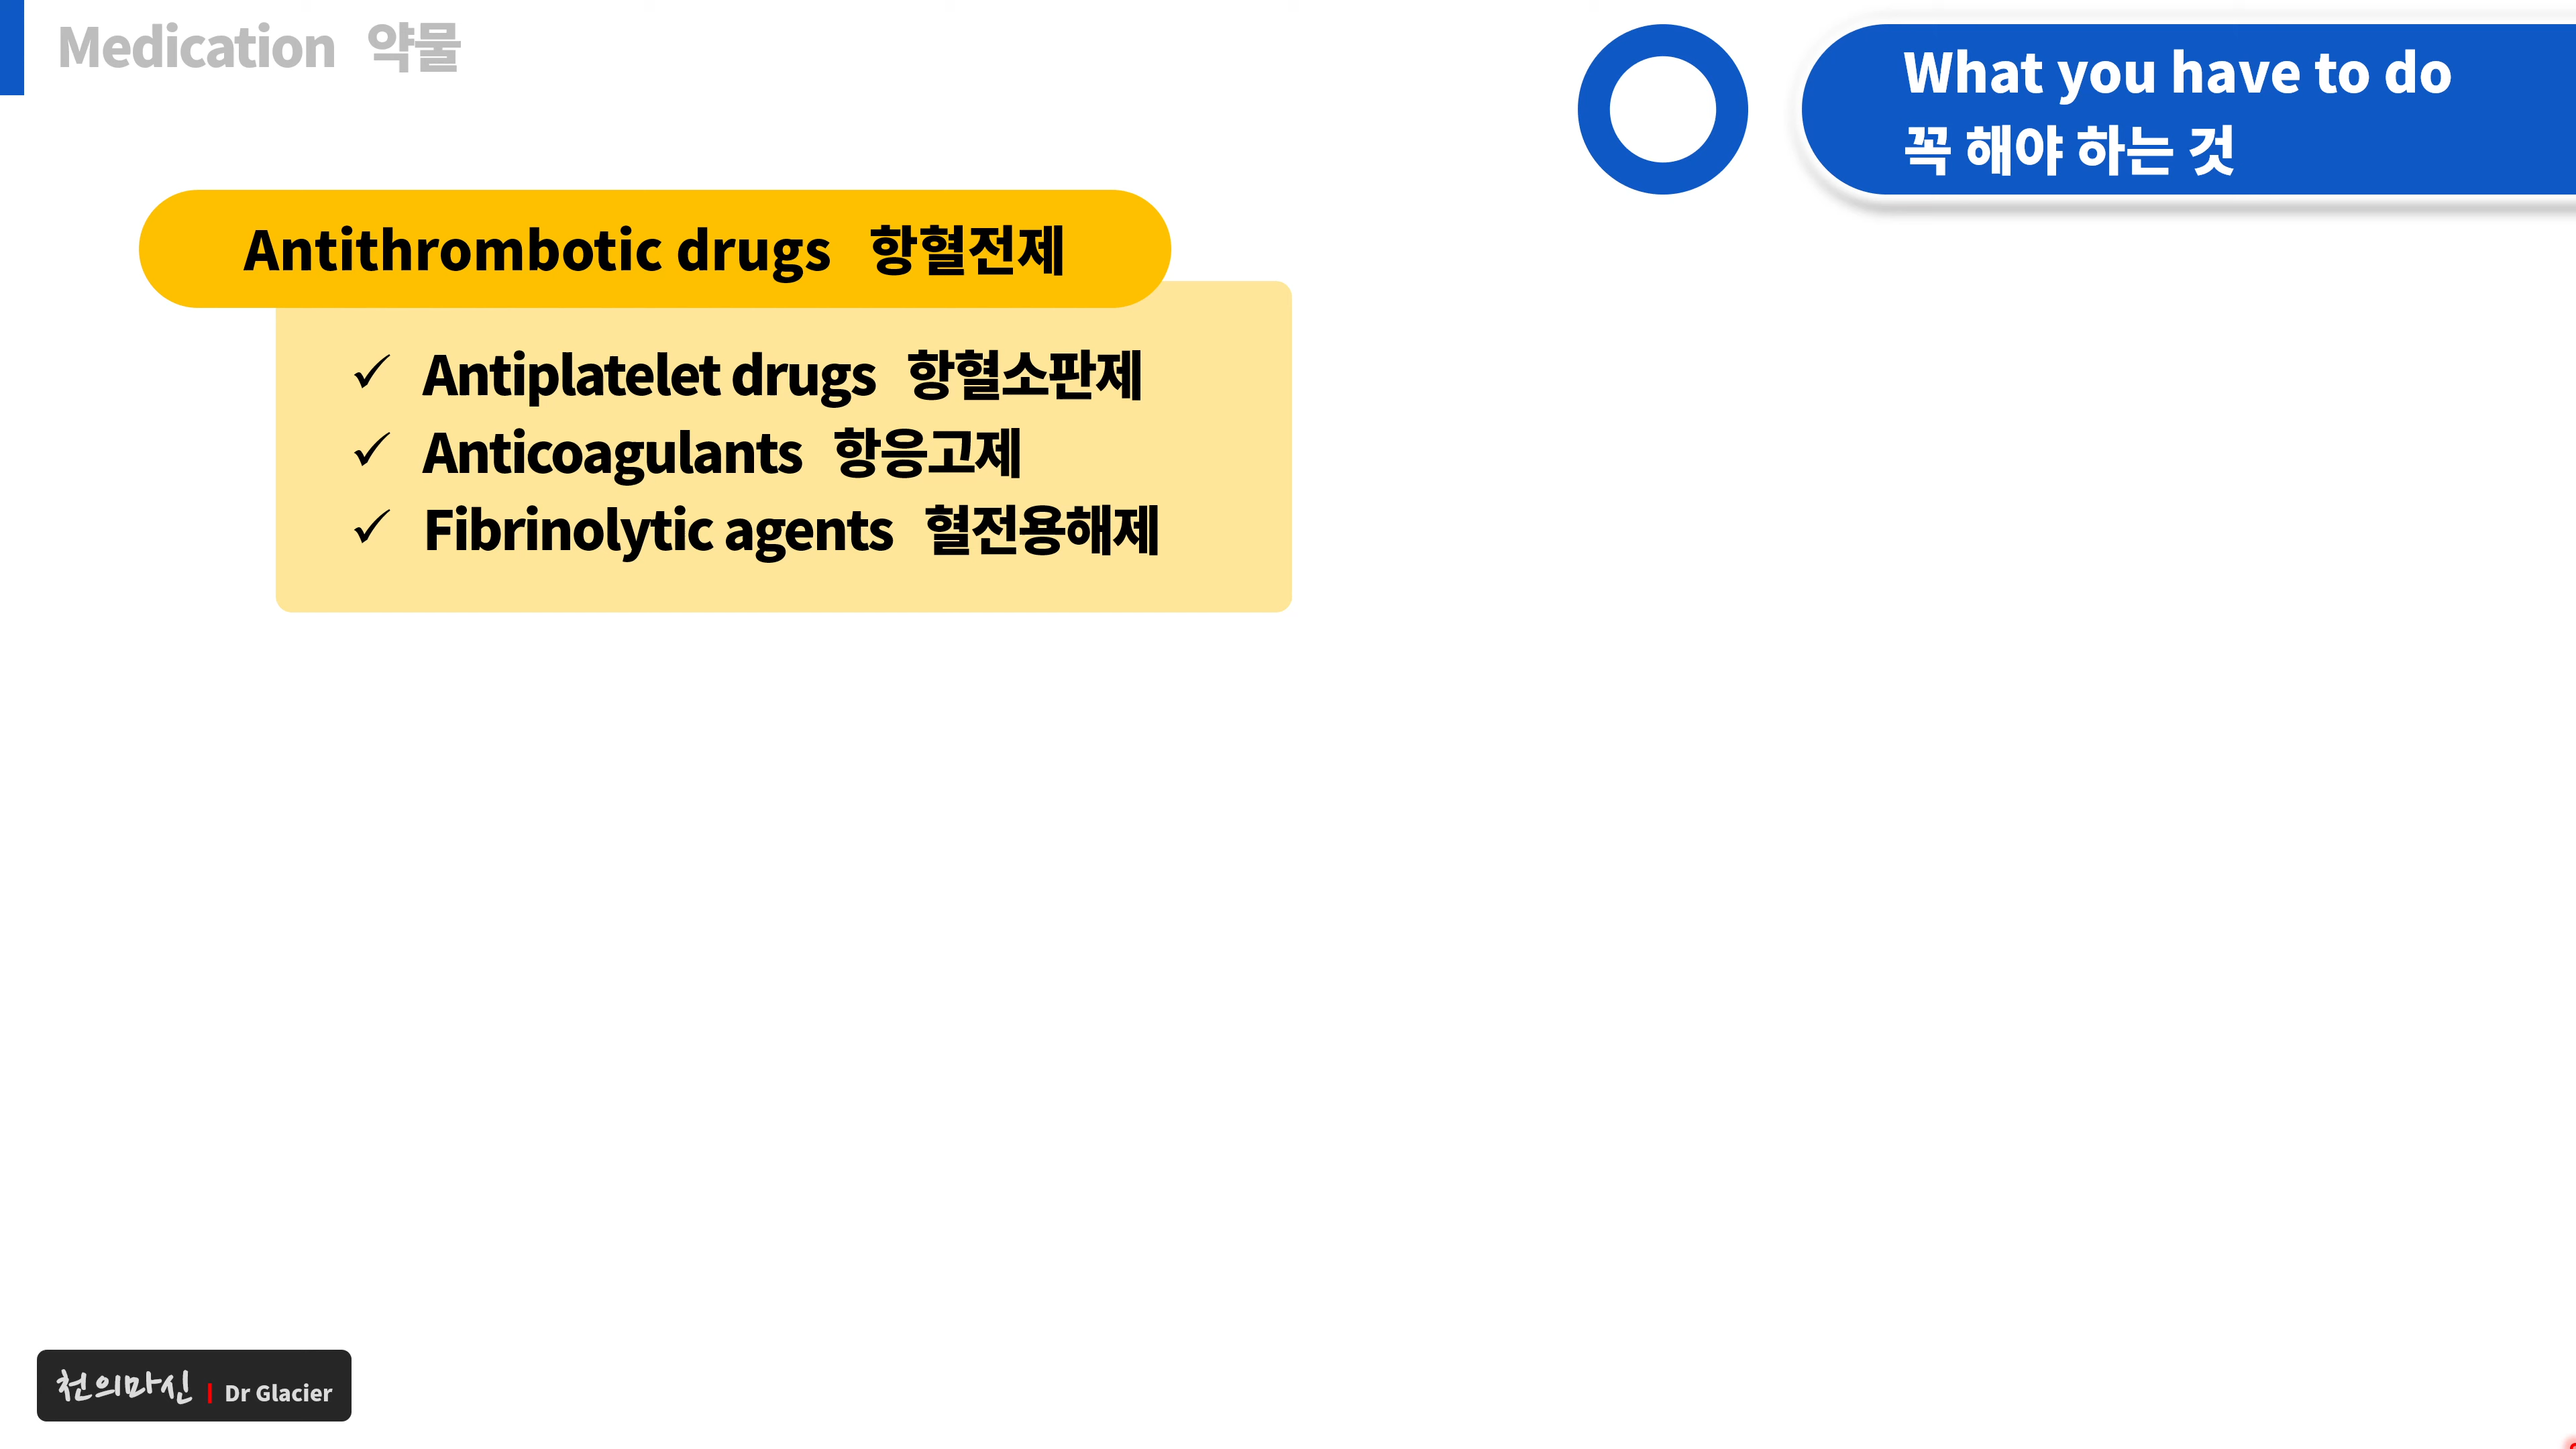 Medication 약물
What you have to do
꼭 해야 하는 것
Antithrombotic drugs 항혈전제
✓ Antiplatelet drugs 항혈소판제
✓ Anticoagulants 항응고제
✓ Fibrinolytic agents 혈전용해제
천의마신 | Dr Glacier